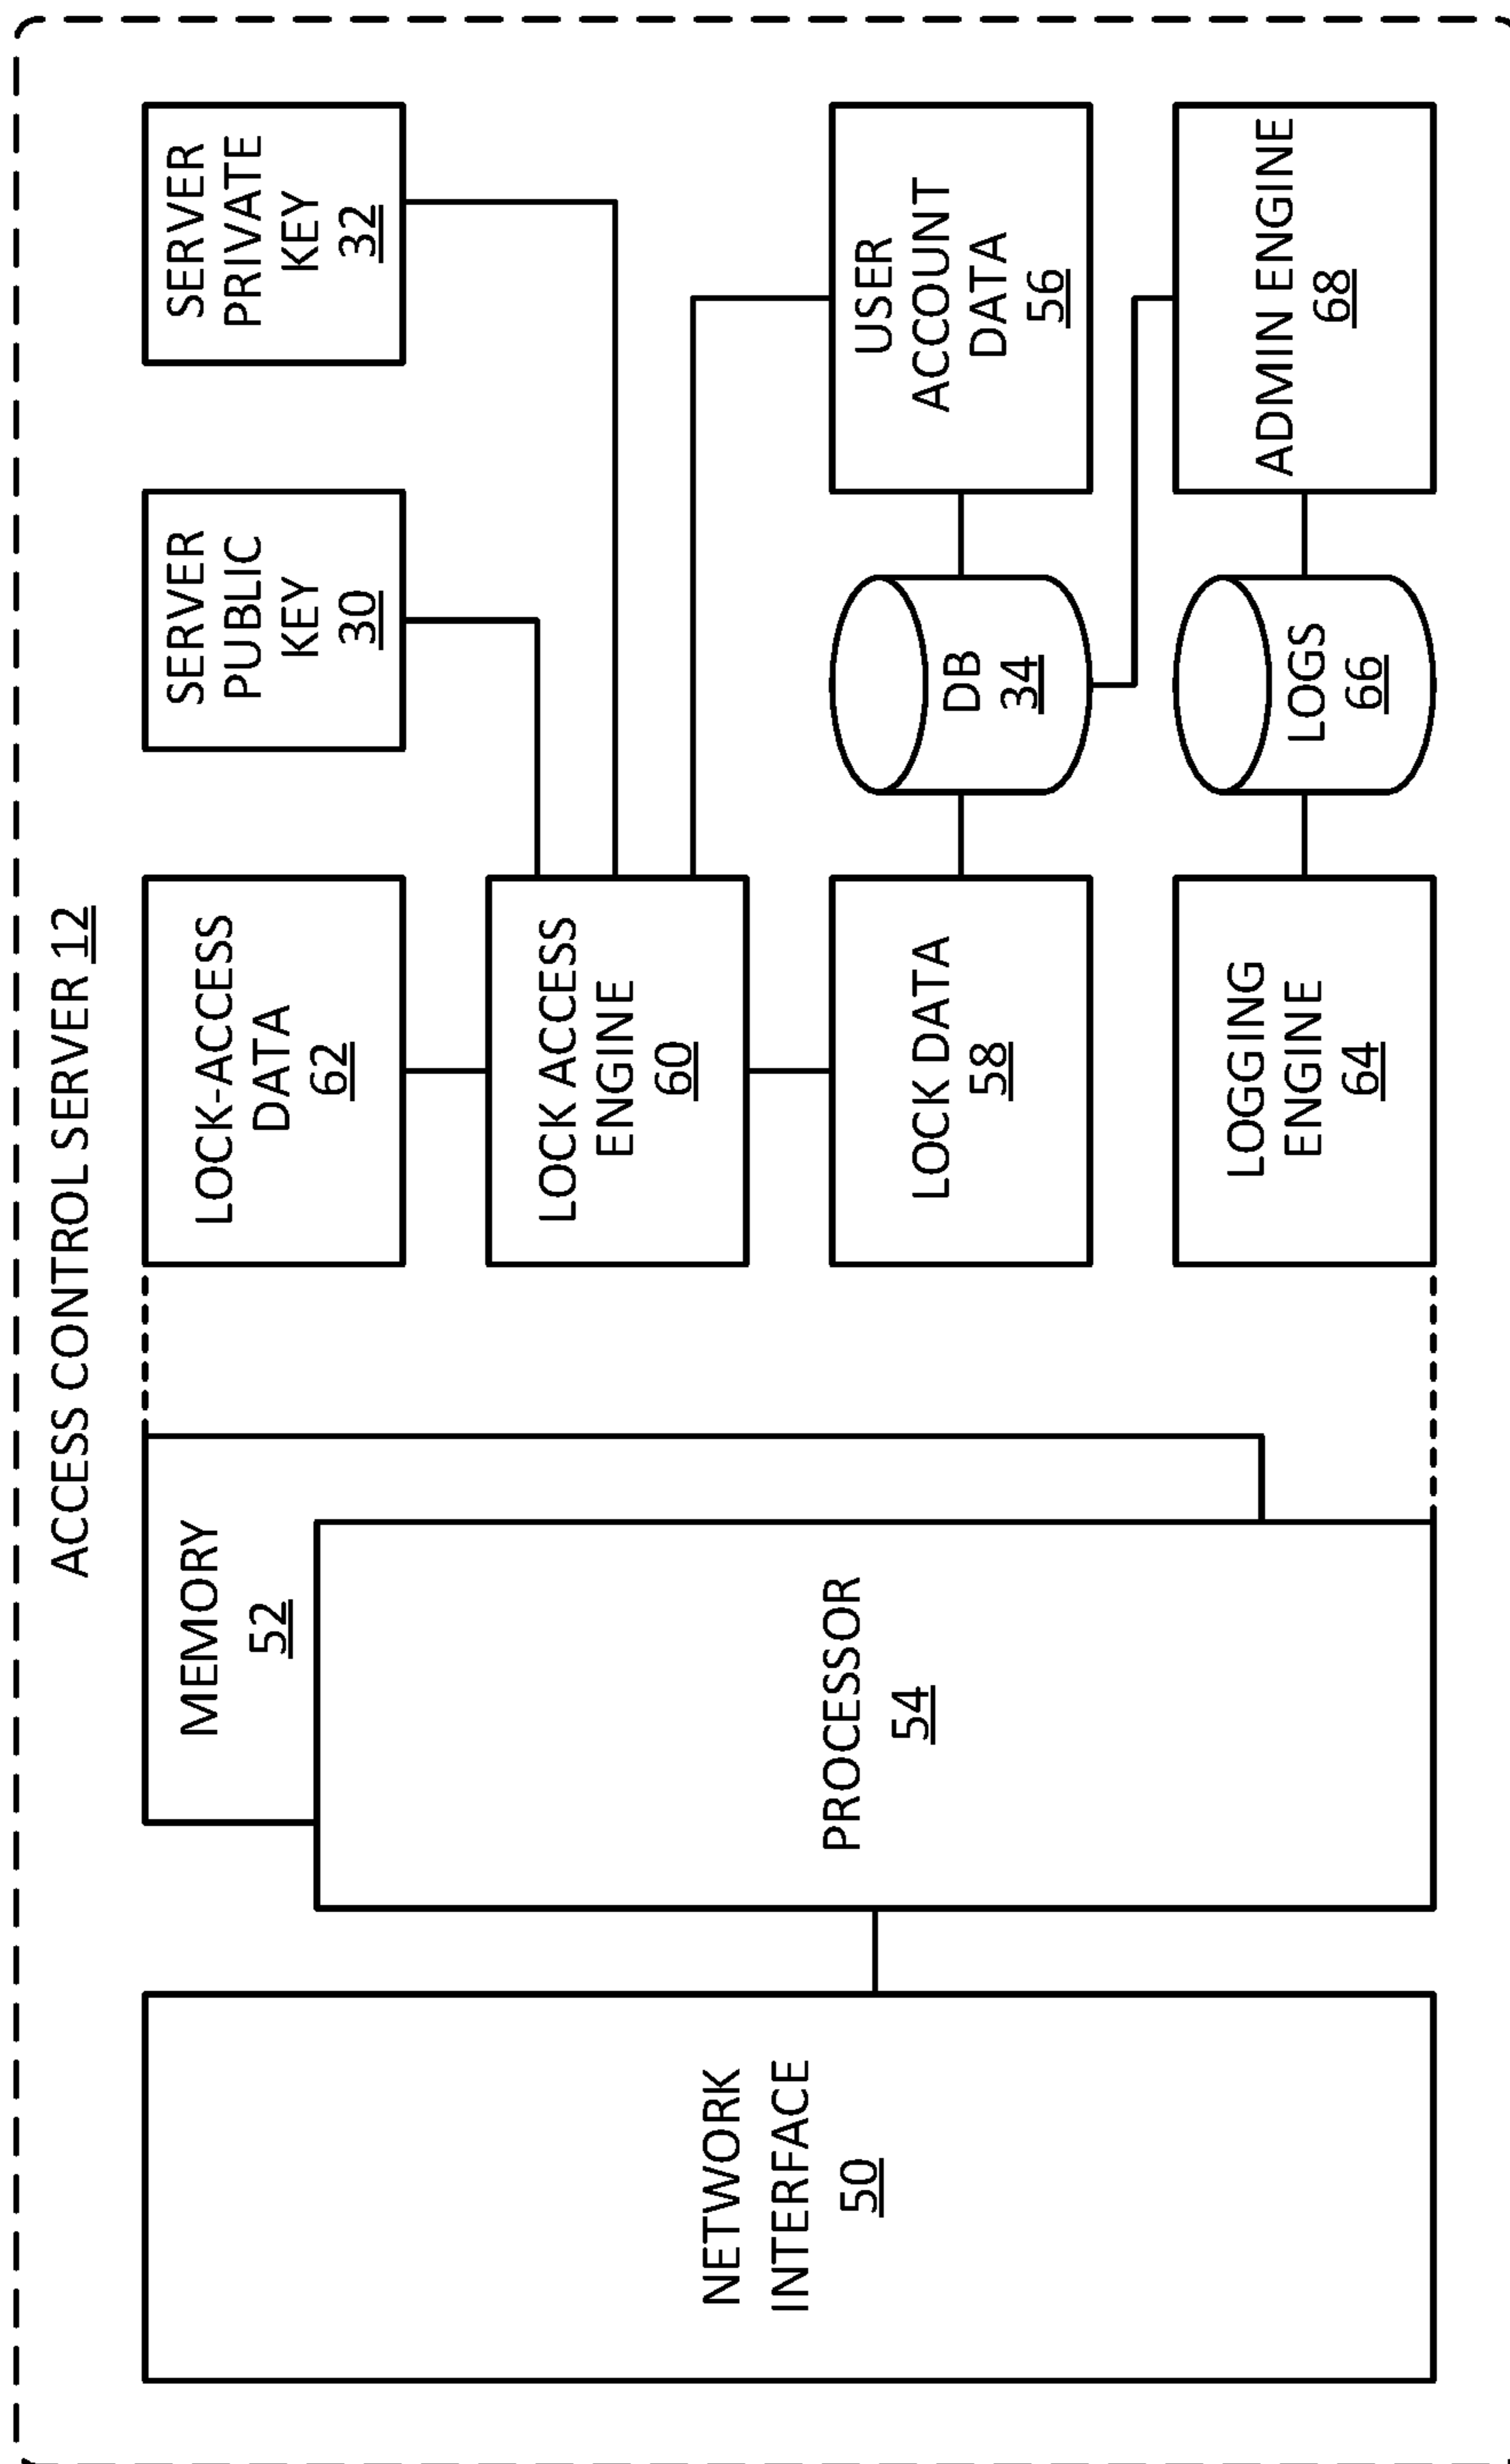 ACCESS CONTROL SERVER 12
NETWORK
INTERFACE
50
MEMORY
52
PROCESSOR
54
LOCK-ACCESS
DATA
62
SERVER
PUBLIC
KEY
30
SERVER
PRIVATE
KEY
32
LOCK ACCESS
ENGINE
60
LOCK DATA
58
DB
34
USER
ACCOUNT
DATA
56
LOGGING
ENGINE
64
LOGS
66
ADMIN ENGINE
68